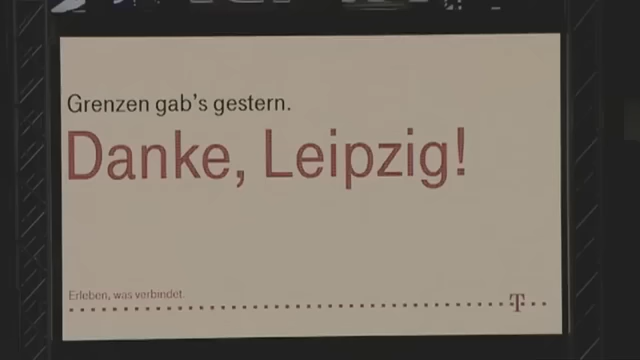 Grenzen gab's gestern.
Danke, Leipzig!
Erleben, was verbindet.
T